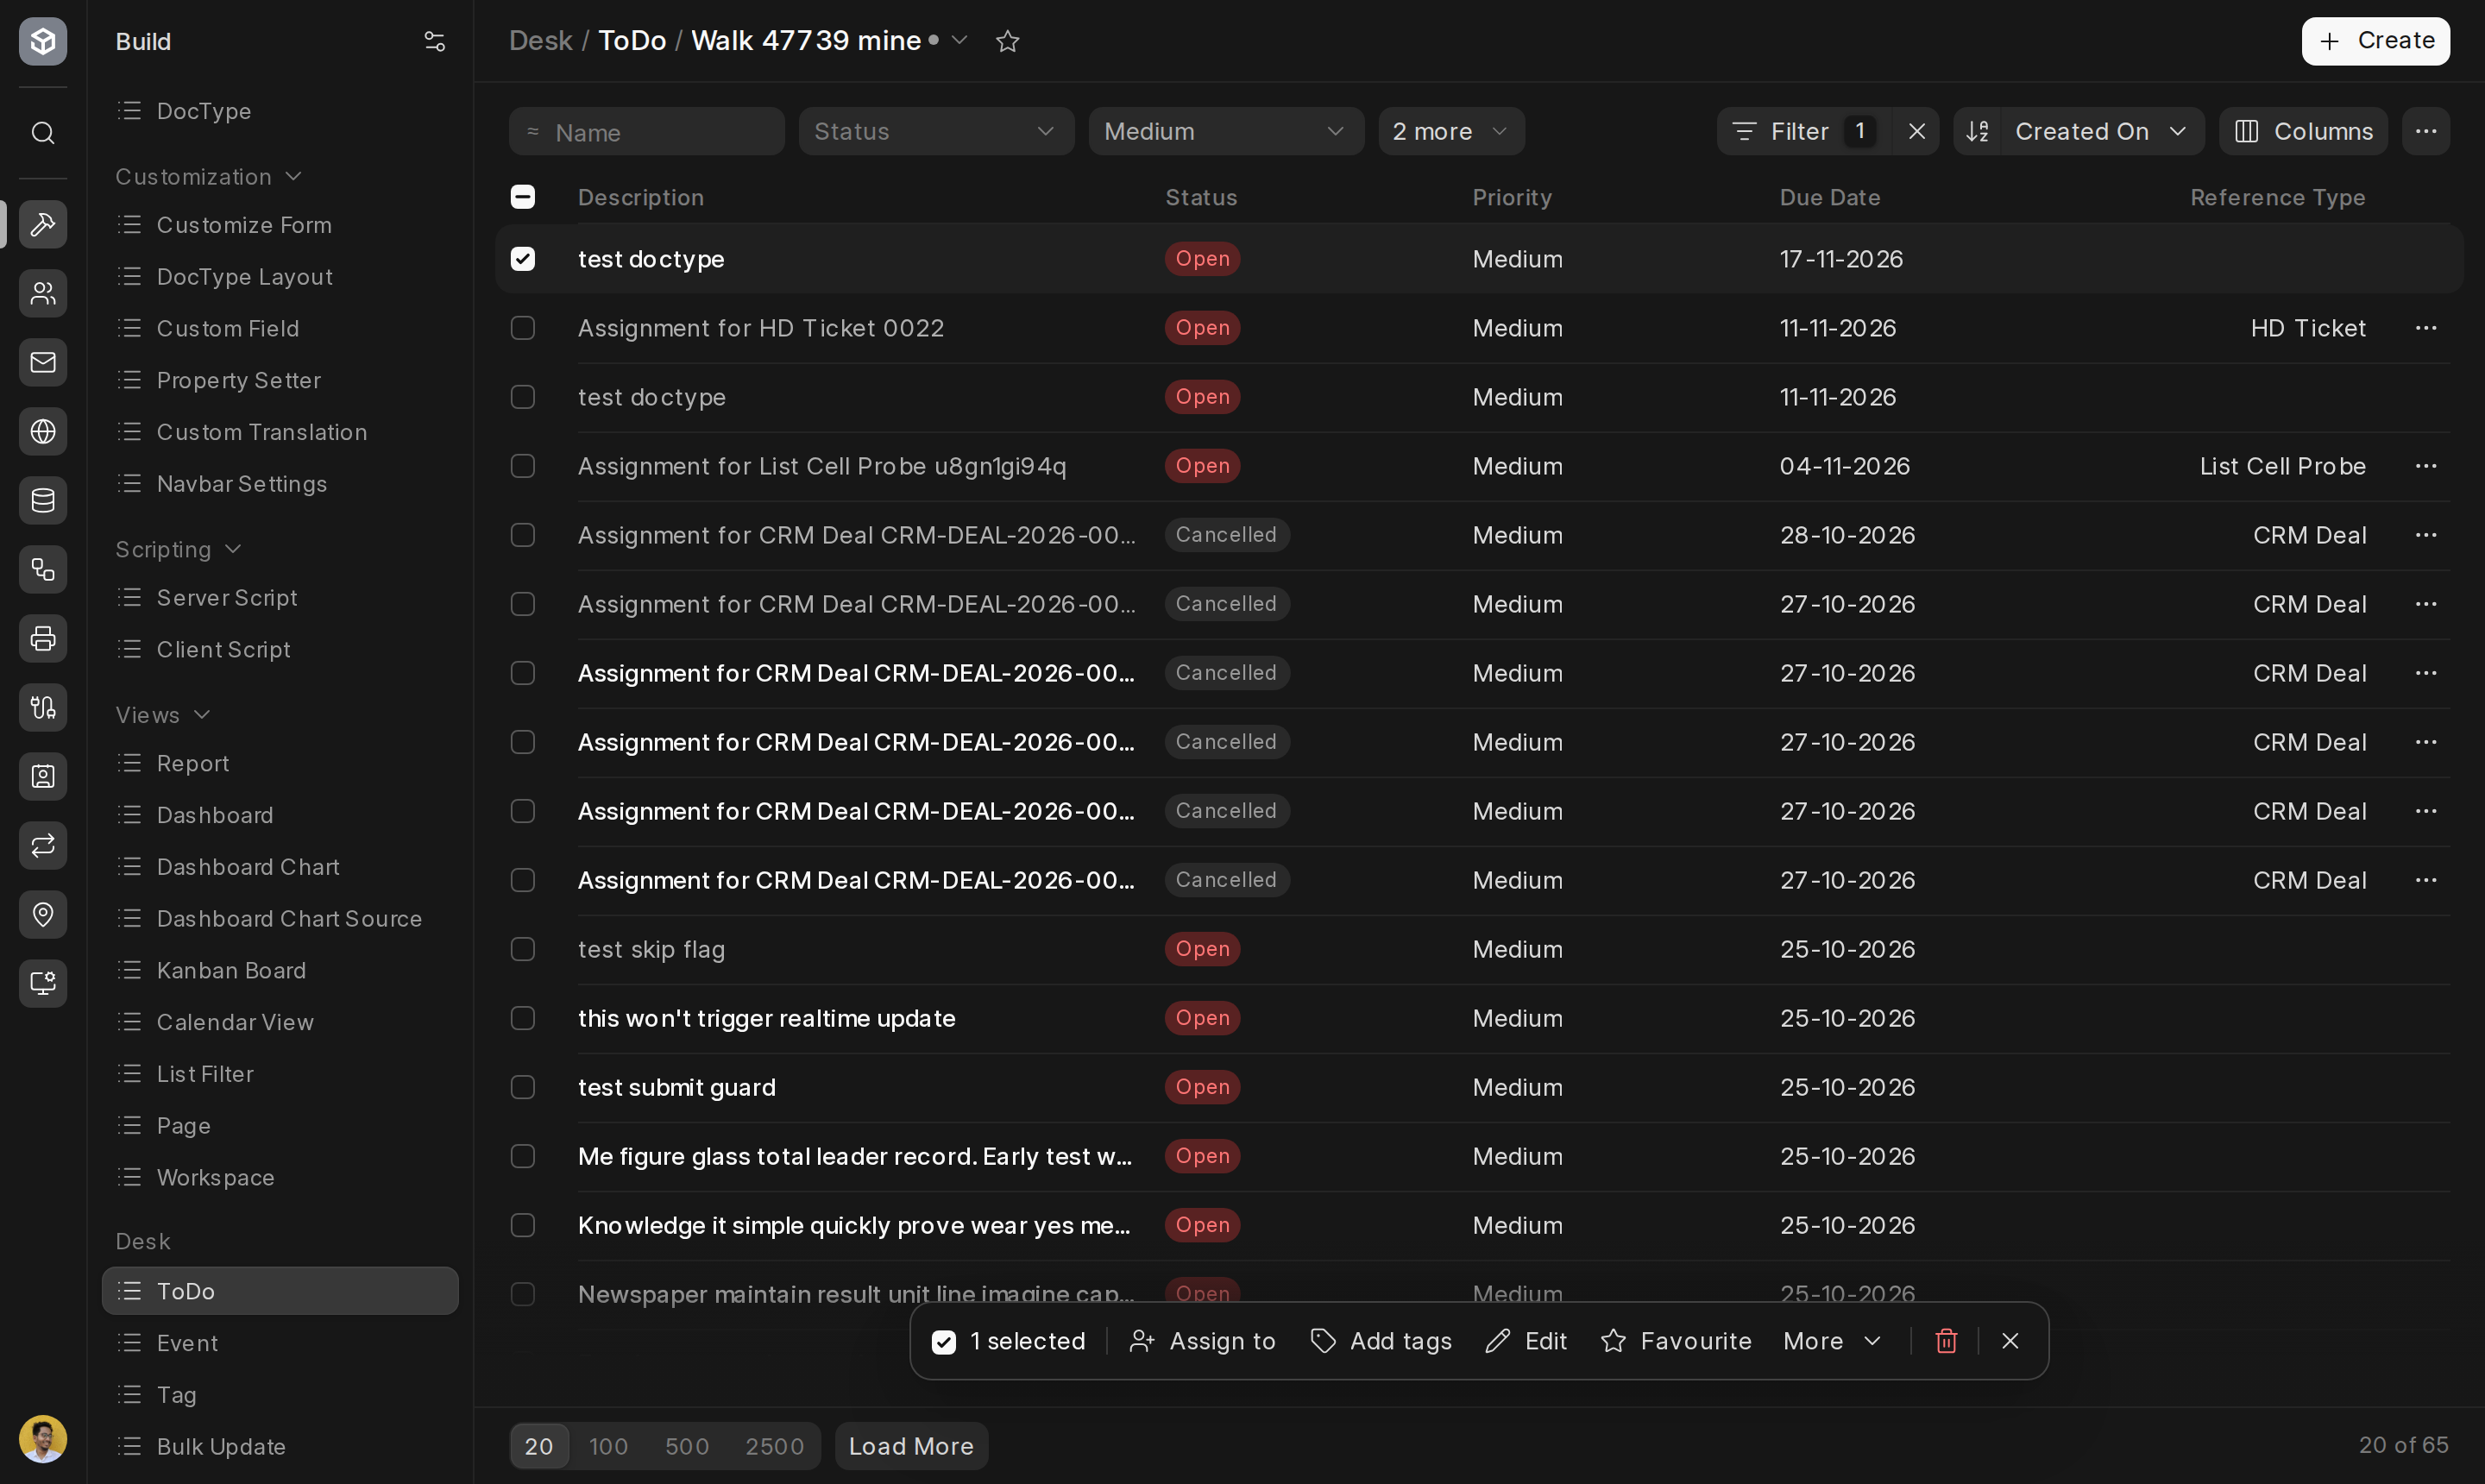 Build
Desk / ToDo / Walk 47739 mine
Create
DocType
Customization
Customize Form
DocType Layout
Custom Field
Property Setter
Custom Translation
Navbar Settings
Scripting
Server Script
Client Script
Views
Report
Dashboard
Dashboard Chart
Dashboard Chart Source
Kanban Board
Calendar View
List Filter
Page
Workspace
Desk
ToDo
Event
Tag
Bulk Update
≈ Name Status Medium 2 more Filter 1 Created On Columns
Description Status Priority Due Date Reference Type
test doctype Open Medium 17-11-2026
Assignment for HD Ticket 0022 Open Medium 11-11-2026 HD Ticket
test doctype Open Medium 11-11-2026
Assignment for List Cell Probe u8gn1gi94q Open Medium 04-11-2026 List Cell Probe
Assignment for CRM Deal CRM-DEAL-2026-00... Cancelled Medium 28-10-2026 CRM Deal
Assignment for CRM Deal CRM-DEAL-2026-00... Cancelled Medium 27-10-2026 CRM Deal
Assignment for CRM Deal CRM-DEAL-2026-00... Cancelled Medium 27-10-2026 CRM Deal
Assignment for CRM Deal CRM-DEAL-2026-00... Cancelled Medium 27-10-2026 CRM Deal
Assignment for CRM Deal CRM-DEAL-2026-00... Cancelled Medium 27-10-2026 CRM Deal
Assignment for CRM Deal CRM-DEAL-2026-00... Cancelled Medium 27-10-2026 CRM Deal
test skip flag Open Medium 25-10-2026
this won't trigger realtime update Open Medium 25-10-2026
test submit guard Open Medium 25-10-2026
Me figure glass total leader record. Early test w... Open Medium 25-10-2026
Knowledge it simple quickly prove wear yes me... Open Medium 25-10-2026
Newspaper maintain result unit line imagine cap... Open Medium 25-10-2026
1 selected Assign to Add tags Edit Favourite More
20 100 500 2500 Load More 20 of 65